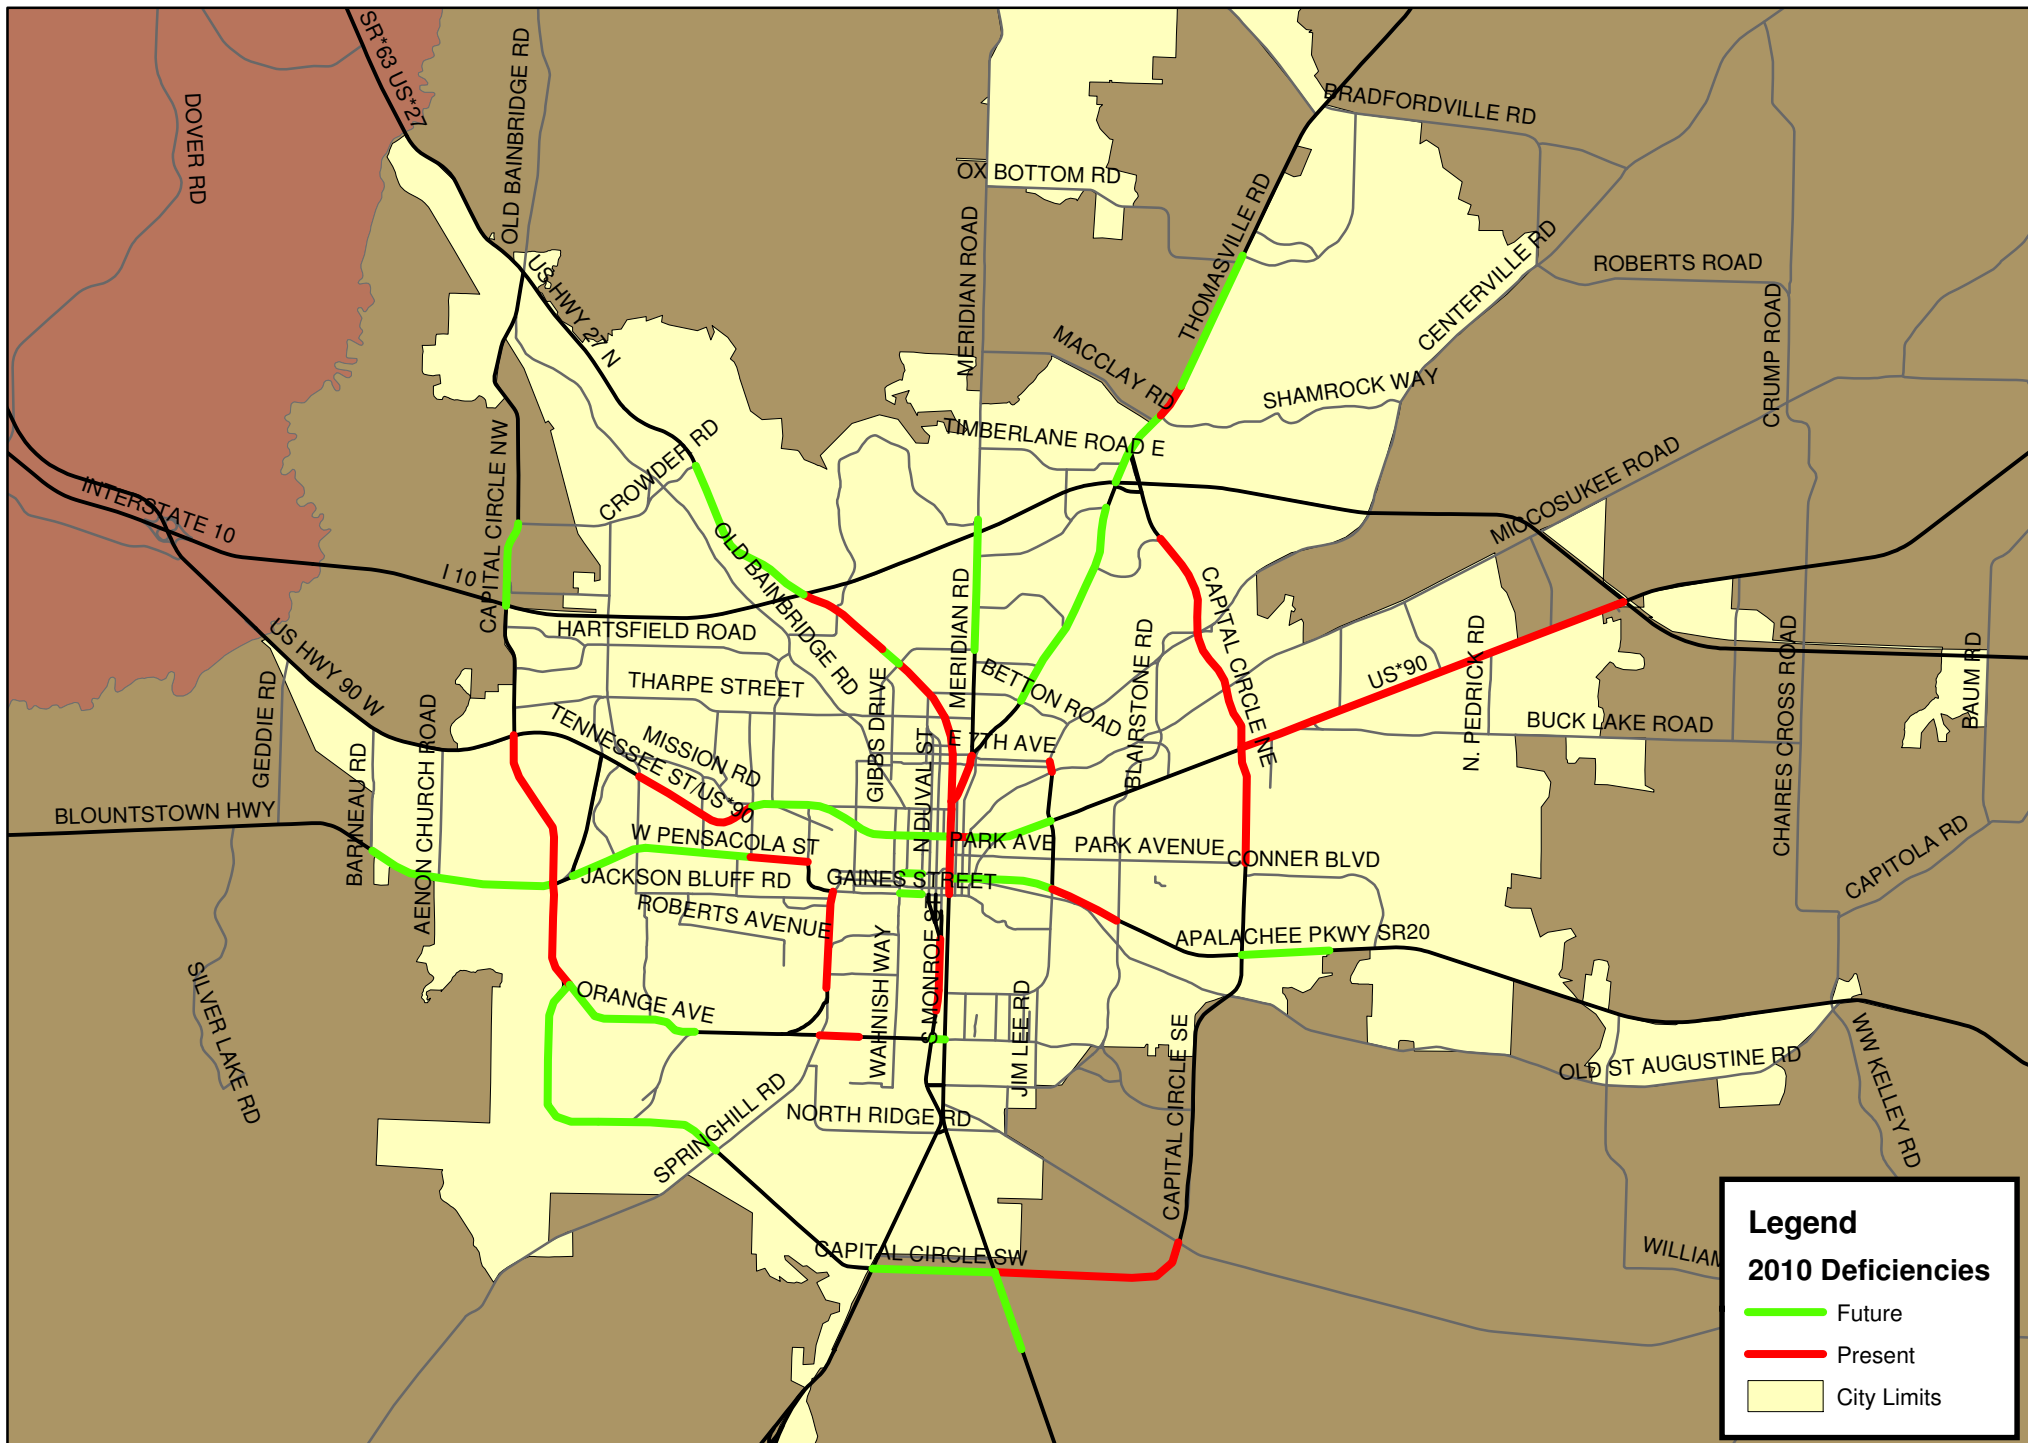 SR*63 US*27
OLD BAINBRIDGE RD
DOVER RD
BRADFORDVILLE RD
OX BOTTOM RD
MERIDIAN ROAD
THOMASVILLE RD
CENTERVILLE RD
ROBERTS ROAD
CRUMP ROAD
US HWY 27 N
MACCLAY RD
SHAMROCK WAY
TIMBERLANE ROAD E
CROWDER RD
CAPITAL CIRCLE NW
MICCOSUKEE ROAD
INTERSTATE 10
I 10
OLD BAINBRIDGE RD
MERIDIAN RD
CAPITAL CIRCLE NE
HARTSFIELD ROAD
US HWY 90 W
GEDDIE RD
THARPE STREET
GIBBS DRIVE
BETTON ROAD
BLAIRSTONE RD
US*90
N. PEDRICK RD
BUCK LAKE ROAD
CHAIRES CROSS ROAD
BAUM RD
BARINEAU RD
AENON CHURCH ROAD
TENNESSEE ST/US*90
MISSION RD
N DUVAL ST
E 7TH AVE
BLOUNTSTOWN HWY
W PENSACOLA ST
PARK AVE
PARK AVENUE
CONNER BLVD
CAPITOLA RD
JACKSON BLUFF RD
GAINES STREET
ROBERTS AVENUE
APALACHEE PKWY SR20
SILVER LAKE RD
ORANGE AVE
WAHNISH WAY
S MONROE ST
JIM LEE RD
CAPITAL CIRCLE SE
OLD ST AUGUSTINE RD
WW KELLEY RD
SPRINGHILL RD
NORTH RIDGE RD
CAPITAL CIRCLE SW
WILLIAM
Legend
2010 Deficiencies
Future
Present
City Limits